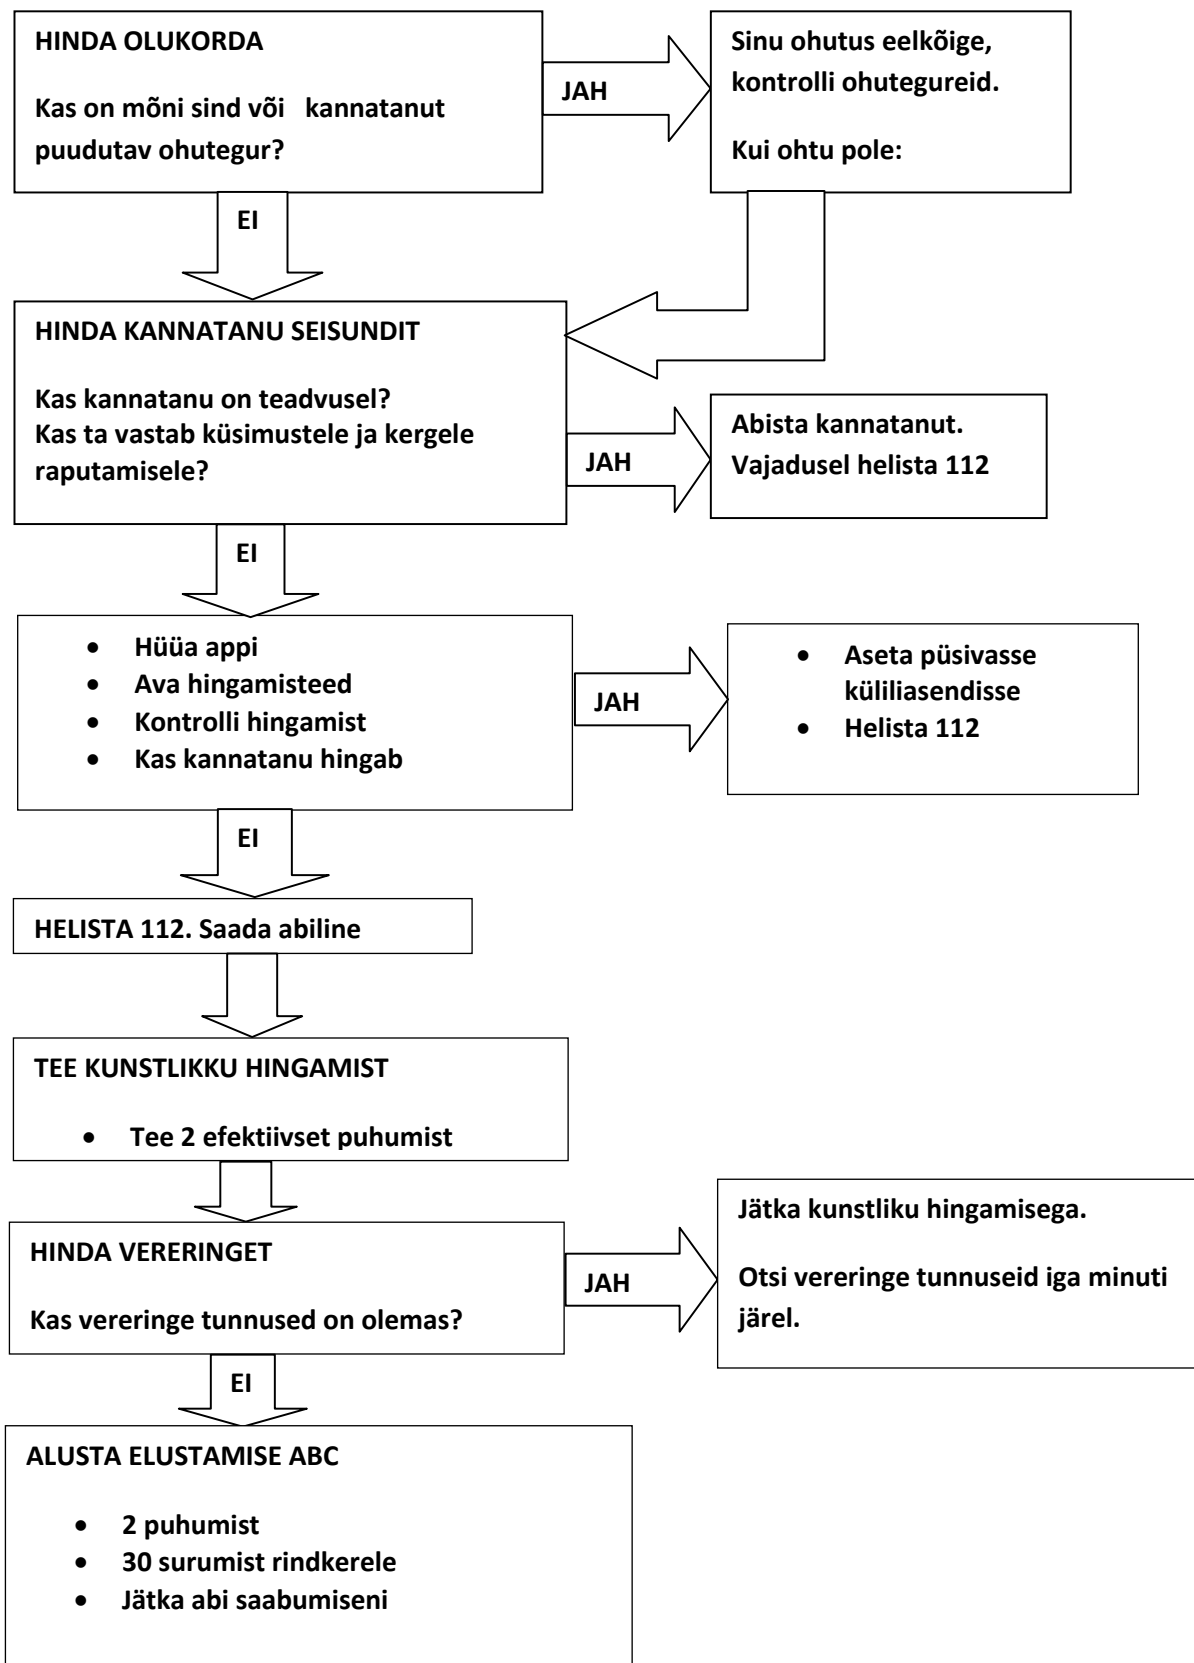 HINDA OLUKORDA
Kas on mõni sind või kannatanut
puudutav ohutegur?
JAH
Sinu ohutus eelkõige,
kontrolli ohutegureid.
Kui ohtu pole:
EI
HINDA KANNATANU SEISUNDIT
Kas kannatanu on teadvusel?
Kas ta vastab küsimustele ja kergele
raputamisele?
JAH
Abista kannatanut.
Vajadusel helista 112
EI
• Hüüa appi
• Ava hingamisteed
• Kontrolli hingamist
• Kas kannatanu hingab
JAH
• Aseta püsivasse
küliliasendisse
• Helista 112
EI
HELISTA 112. Saada abiline
TEE KUNSTLIKKU HINGAMIST
• Tee 2 efektiivset puhumist
HINDA VERERINGET
Kas vereringe tunnused on olemas?
JAH
Jätka kunstliku hingamisega.
Otsi vereringe tunnuseid iga minuti
järel.
EI
ALUSTA ELUSTAMISE ABC
• 2 puhumist
• 30 surumist rindkerele
• Jätka abi saabumiseni